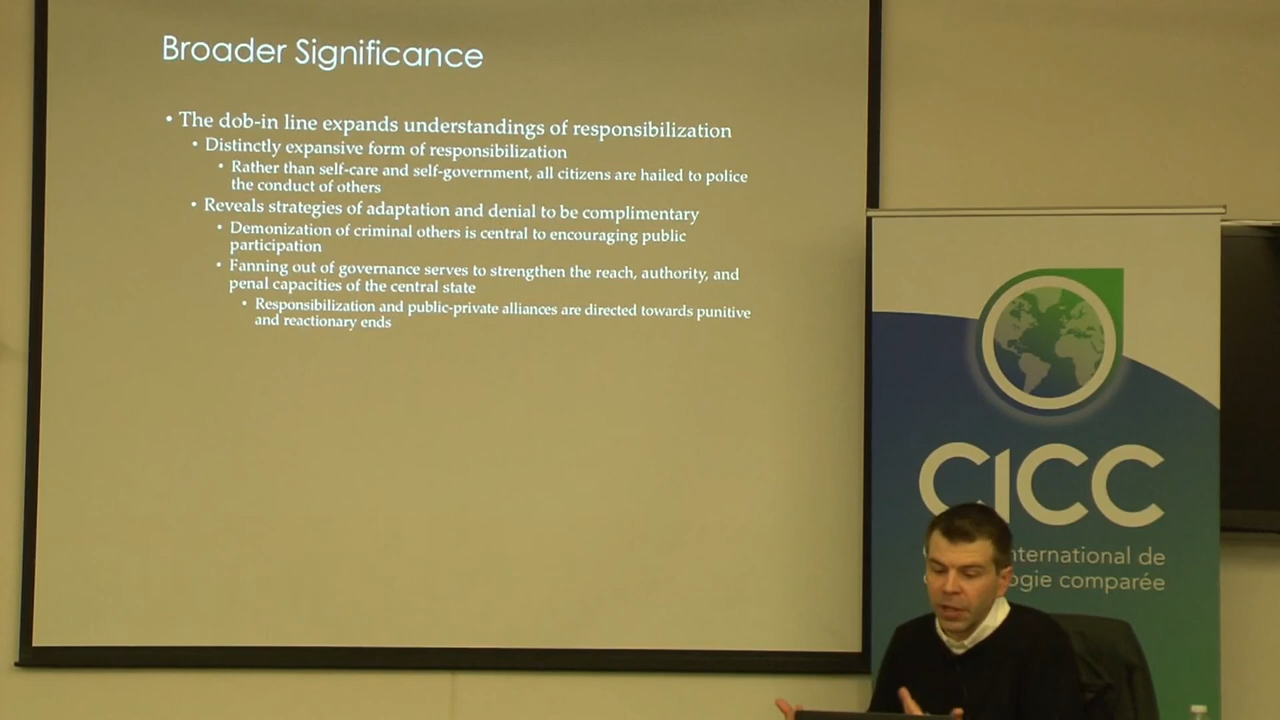 Broader Significance
• The dob-in line expands understandings of responsibilization
• Distinctly expansive form of responsibilization
• Rather than self-care and self-government, all citizens are hailed to police
the conduct of others
• Reveals strategies of adaptation and denial to be complimentary
• Demonization of criminal others is central to encouraging public
participation
• Fanning out of governance serves to strengthen the reach, authority, and
penal capacities of the central state
• Responsibilization and public-private alliances are directed towards punitive
and reactionary ends
CICC
nternational de
ogie comparée